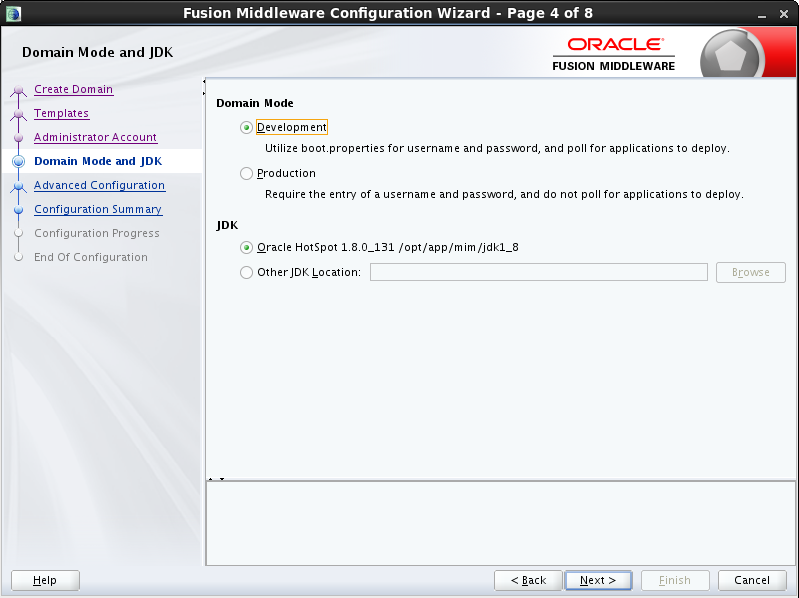 Fusion Middleware Configuration Wizard - Page 4 of 8
Domain Mode and JDK
ORACLE
FUSION MIDDLEWARE
Create Domain
Templates
Administrator Account
Domain Mode and JDK
Advanced Configuration
Configuration Summary
Configuration Progress
End Of Configuration
Domain Mode
Development
Utilize boot.properties for username and password, and poll for applications to deploy.
Production
Require the entry of a username and password, and do not poll for applications to deploy.
JDK
Oracle HotSpot 1.8.0_131 /opt/app/mim/jdk1_8
Other JDK Location:
Browse
Help
< Back
Next >
Finish
Cancel